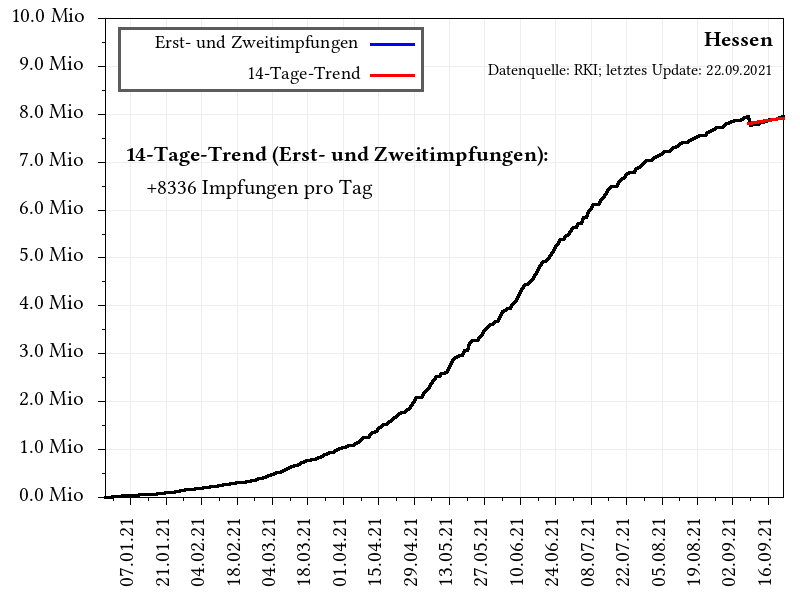 10.0 Mio
9.0 Mio
8.0 Mio
7.0 Mio
6.0 Mio
5.0 Mio
4.0 Mio
3.0 Mio
2.0 Mio
1.0 Mio
0.0 Mio
Erst- und Zweitimpfungen
14-Tage-Trend
Hessen
Datenquelle: RKI; letztes Update: 22.09.2021
14-Tage-Trend (Erst- und Zweitimpfungen):
+8336 Impfungen pro Tag
07.01.21
21.01.21
04.02.21
18.02.21
04.03.21
18.03.21
01.04.21
15.04.21
29.04.21
13.05.21
27.05.21
10.06.21
24.06.21
08.07.21
22.07.21
05.08.21
19.08.21
02.09.21
16.09.21